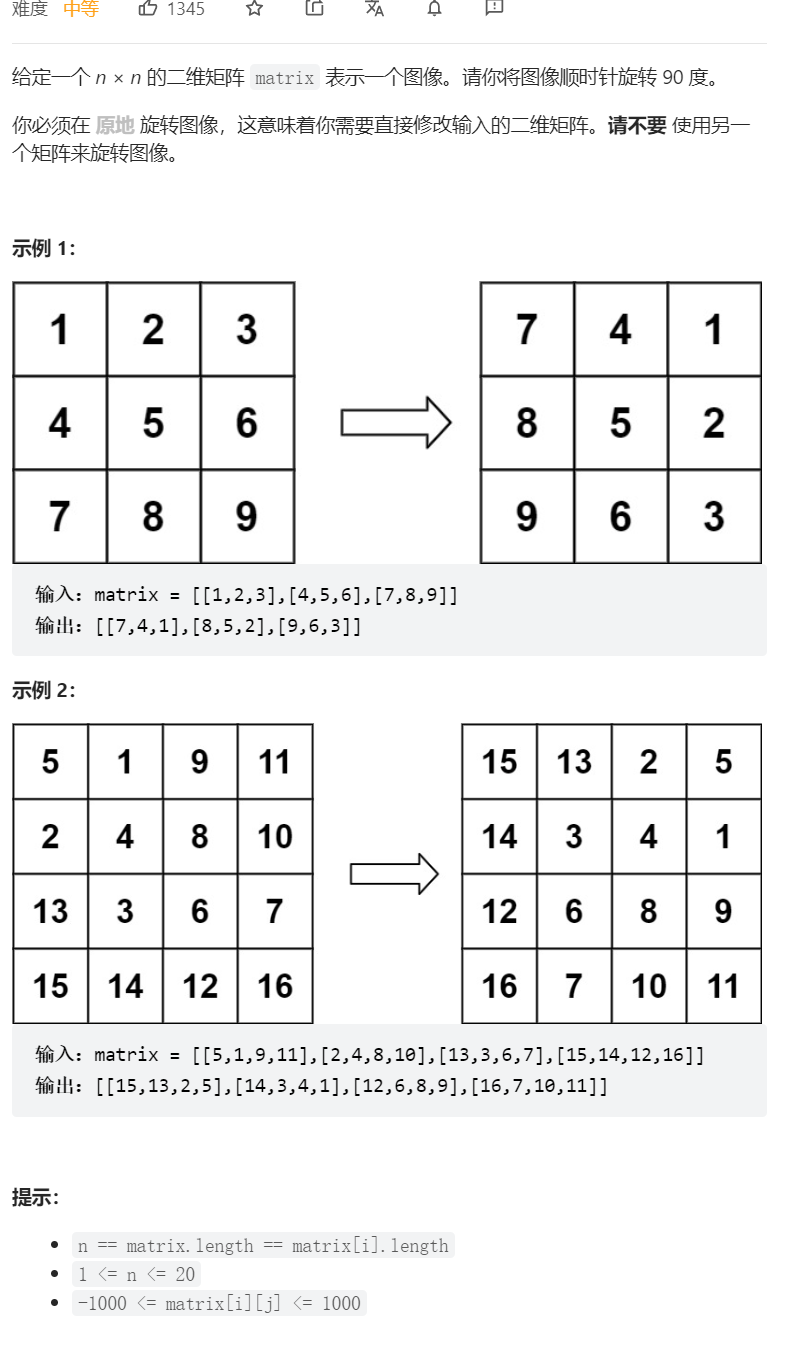 难度 中等 1345
给定一个 n × n 的二维矩阵 matrix 表示一个图像。请你将图像顺时针旋转 90 度。
你必须在 原地 旋转图像，这意味着你需要直接修改输入的二维矩阵。请不要 使用另一
个矩阵来旋转图像。
示例 1：
1 2 3 7 4 1
4 5 6 8 5 2
7 8 9 9 6 3
输入：matrix = [[1,2,3],[4,5,6],[7,8,9]]
输出：[[7,4,1],[8,5,2],[9,6,3]]
示例 2：
5 1 9 11 15 13 2 5
2 4 8 10 14 3 4 1
13 3 6 7 12 6 8 9
15 14 12 16 16 7 10 11
输入：matrix = [[5,1,9,11],[2,4,8,10],[13,3,6,7],[15,14,12,16]]
输出：[[15,13,2,5],[14,3,4,1],[12,6,8,9],[16,7,10,11]]
提示：
n == matrix.length == matrix[i].length
1 <= n <= 20
-1000 <= matrix[i][j] <= 1000